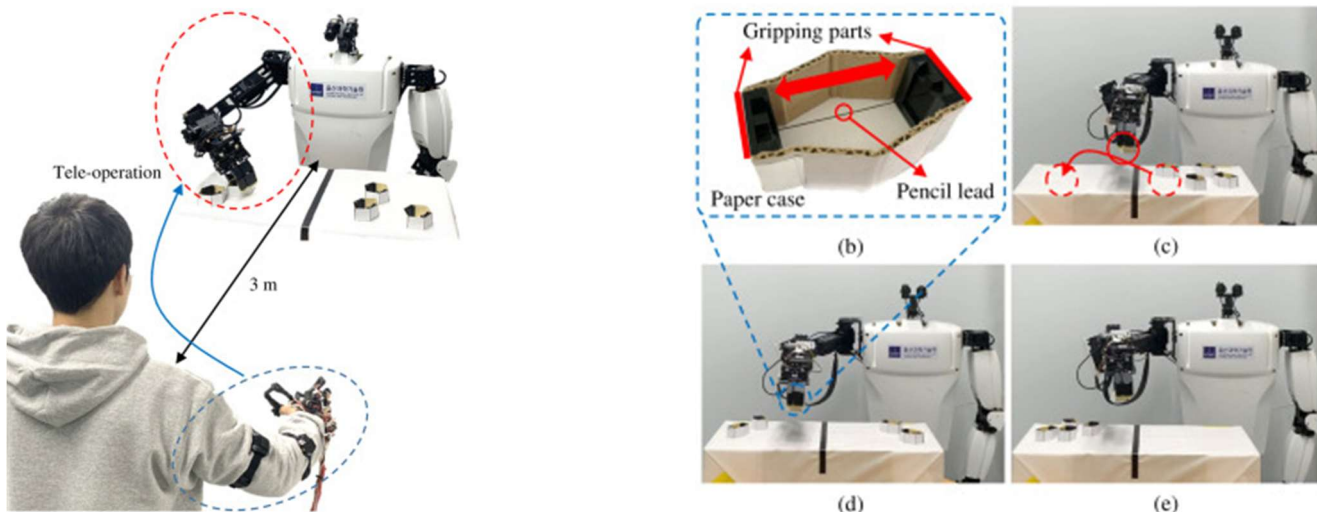 Tele-operation
3 m
Gripping parts
Paper case
Pencil lead
(b)
(c)
(d)
(e)